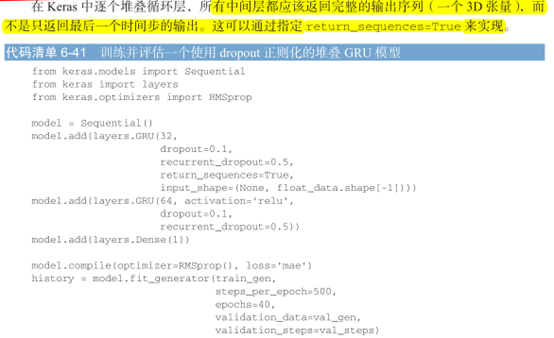 在 Keras 中逐个堆叠循环层，所有中间层都应该返回完整的输出序列（一个 3D 张量），而
不是只返回最后一个时间步的输出。这可以通过指定 return_sequences=True 来实现。
代码清单 6-41 训练并评估一个使用 dropout 正则化的堆叠 GRU 模型
from keras.models import Sequential
from keras import layers
from keras.optimizers import RMSprop
model = Sequential()
model.add(layers.GRU(32,
dropout=0.1,
recurrent_dropout=0.5,
return_sequences=True,
input_shape=(None, float_data.shape[-1])))
model.add(layers.GRU(64, activation='relu',
dropout=0.1,
recurrent_dropout=0.5))
model.add(layers.Dense(1))
model.compile(optimizer=RMSprop(), loss='mae')
history = model.fit_generator(train_gen,
steps_per_epoch=500,
epochs=40,
validation_data=val_gen,
validation_steps=val_steps)